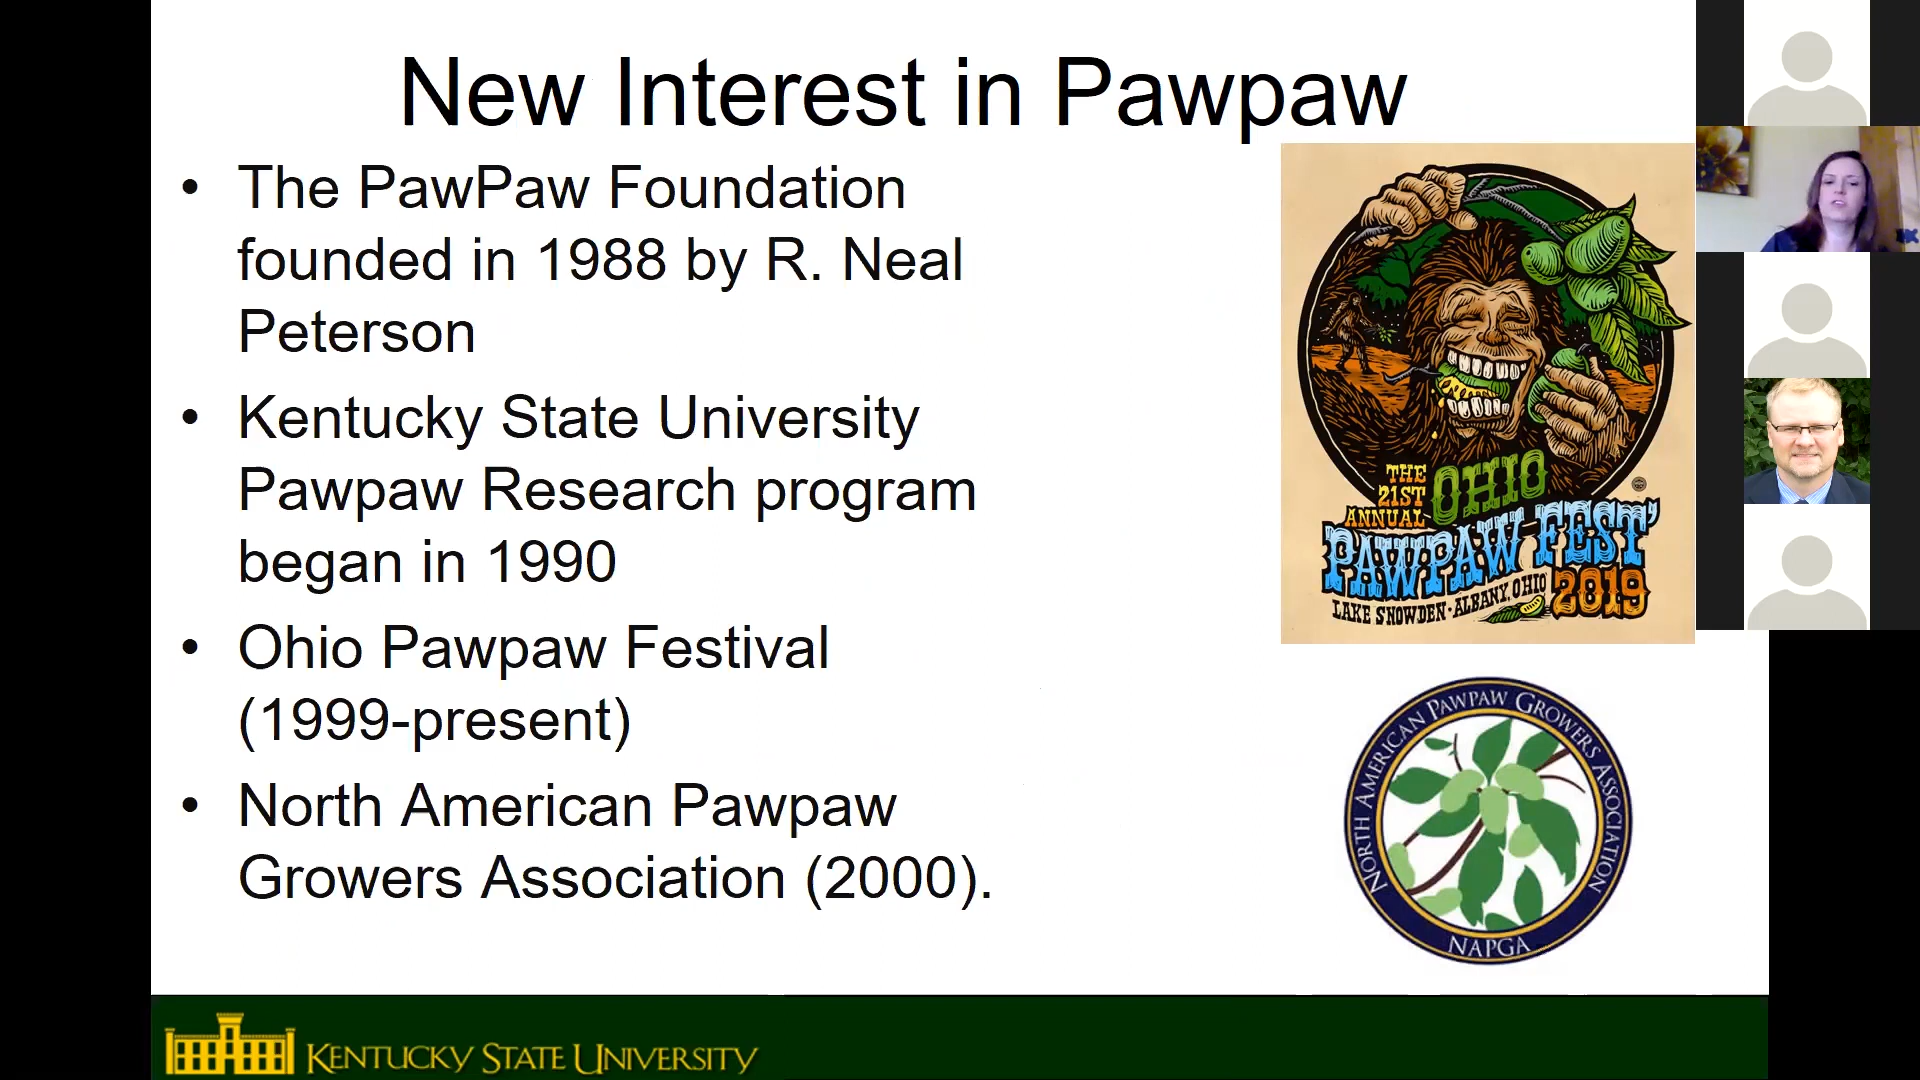 New Interest in Pawpaw
• The PawPaw Foundation
founded in 1988 by R. Neal
Peterson
• Kentucky State University
Pawpaw Research program
began in 1990
• Ohio Pawpaw Festival
(1999-present)
• North American Pawpaw
Growers Association (2000).
THE
21ST
ANNUAL
OHIO
PAWPAW FEST'
LAKE SNOWDEN · ALBANY, OHIO
2019
NORTH AMERICAN PAWPAW GROWERS ASSOCIATION
NAPGA
KENTUCKY STATE UNIVERSITY